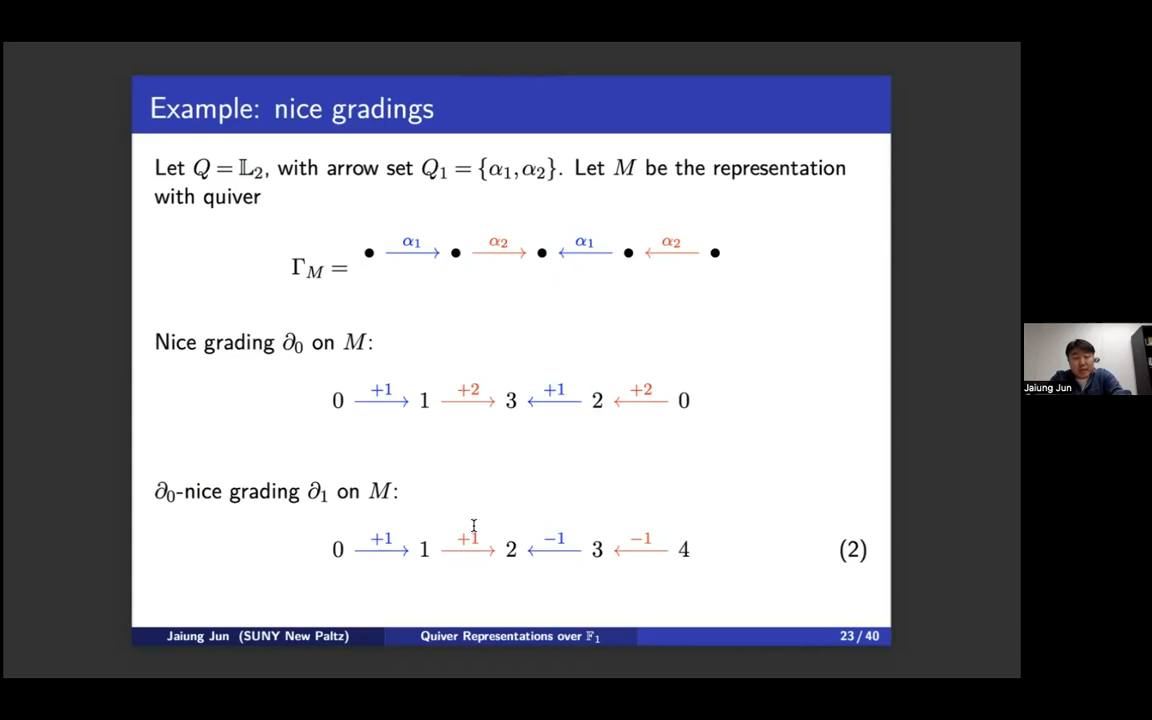 Example: nice gradings
Let Q = 𝕃₂, with arrow set Q₁ = {α₁,α₂}. Let M be the representation
with quiver
α₁ α₂ α₁ α₂
Γ_M = • → • → • ← • ← •
Nice grading ∂₀ on M:
+1 +2 +1 +2
0 → 1 → 3 ← 2 ← 0
∂₀-nice grading ∂₁ on M:
+1 +1 −1 −1
0 → 1 → 2 ← 3 ← 4 (2)
Jaiung Jun (SUNY New Paltz) Quiver Representations over 𝔽₁ 23 / 40
Jaiung Jun